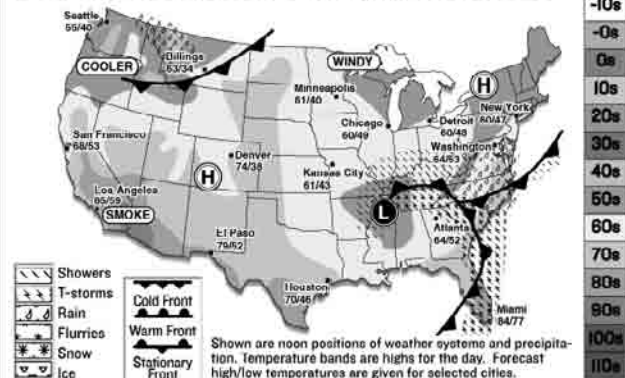 Seattle
55/40
Billings
63/34
COOLER
WINDY
H
Minneapolis
61/40
New York
60/47
Detroit
60/48
Chicago
60/49
Washington
64/53
San Francisco
68/53
Denver
74/38
H
Kansas City
61/43
Los Angeles
85/59
SMOKE
L
Atlanta
64/52
El Paso
79/52
Houston
70/46
Miami
84/77
Showers
T-storms
Rain
Flurries
Snow
Ice
Cold Front
Warm Front
Stationary
Front
Shown are noon positions of weather systems and precipita-
tion. Temperature bands are highs for the day. Forecast
high/low temperatures are given for selected cities.
-10s
-0s
0s
10s
20s
30s
40s
50s
60s
70s
80s
90s
100s
110s